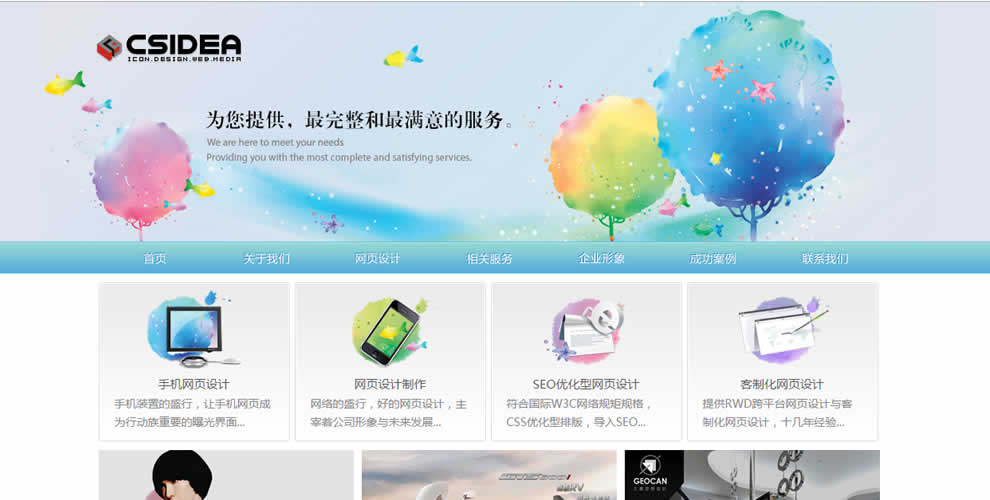 CSIDEA
ICON.DESIGN.WEB.MEDIA
为您提供，最完整和最满意的服务。
We are here to meet your needs
Providing you with the most complete and satisfying services.
首页 关于我们 网页设计 相关服务 企业形象 成功案例 联系我们
手机网页设计
手机装置的盛行，让手机网页成
为行动族重要的曝光界面...
网页设计制作
网络的盛行，好的网页设计，主
宰着公司形象与未来发展...
SEO优化型网页设计
符合国际W3C网络规矩规格，
CSS优化型排版，导入SEO...
客制化网页设计
提供RWD跨平台网页设计与客
制化网页设计，十几年经验...
GEOCAN